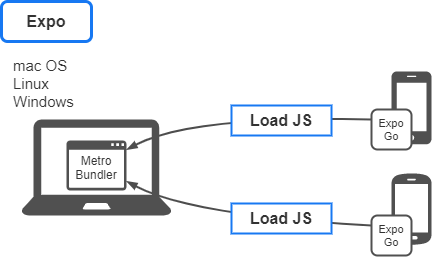 Expo
mac OS
Linux
Windows
Metro
Bundler
Load JS
Expo
Go
Load JS
Expo
Go